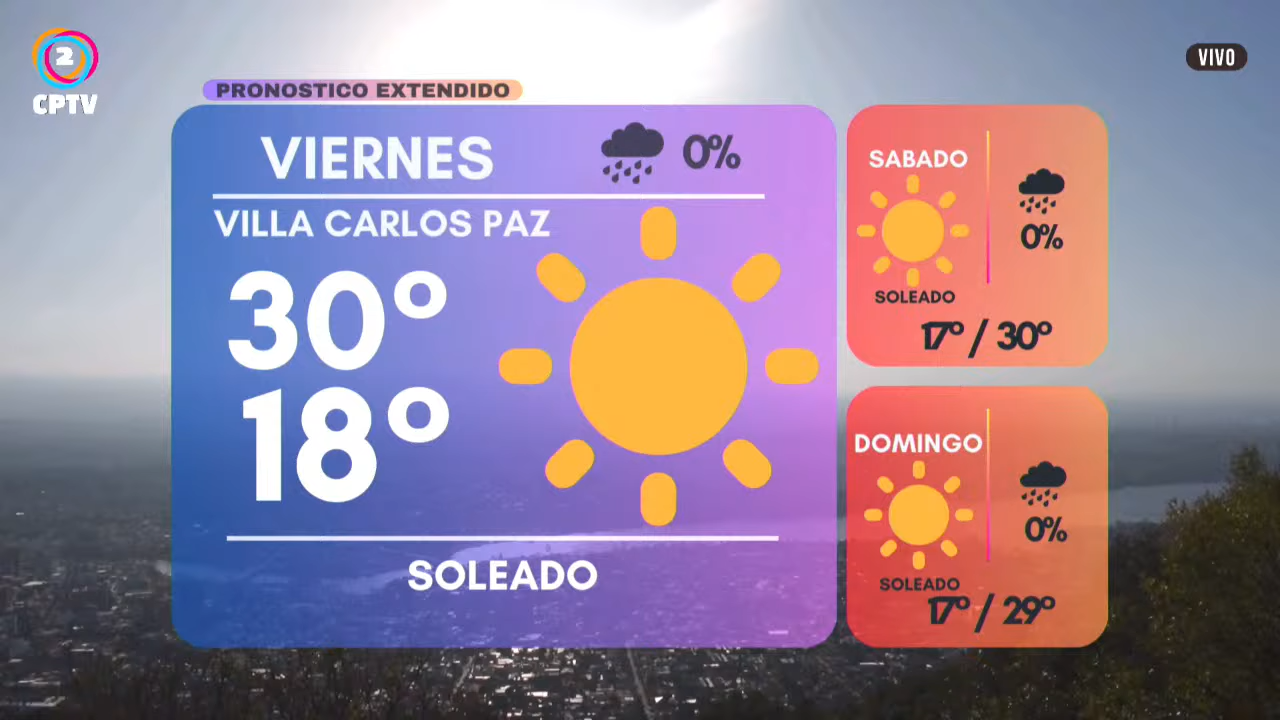 2
CPTV
VIVO
PRONOSTICO EXTENDIDO
VIERNES
0%
VILLA CARLOS PAZ
30°
18°
SOLEADO
SABADO
0%
SOLEADO
17° / 30°
DOMINGO
0%
SOLEADO
17° / 29°